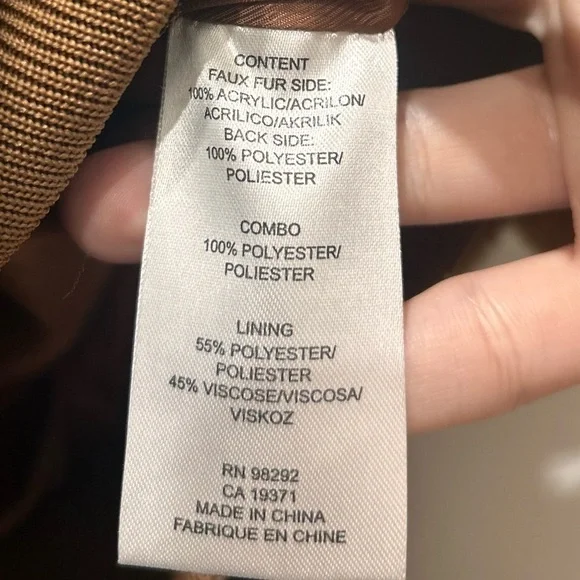 CONTENT
FAUX FUR SIDE:
100% ACRYLIC/ACRILON/
ACRILICO/AKRILIK
BACK SIDE:
100% POLYESTER/
POLIESTER
COMBO
100% POLYESTER/
POLIESTER
LINING
55% POLYESTER/
POLIESTER
45% VISCOSE/VISCOSA/
VISKOZ
RN 98292
CA 19371
MADE IN CHINA
FABRIQUE EN CHINE